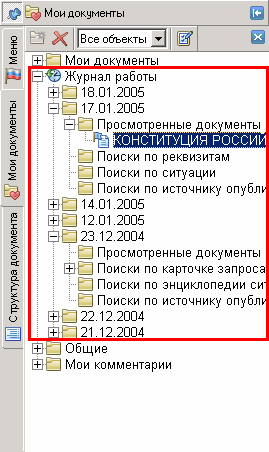 Мои документы
Все объекты
Меню
Мои документы
Структура документа
Мои документы
Журнал работы
18.01.2005
17.01.2005
Просмотренные документы
КОНСТИТУЦИЯ РОССИИ
Поиски по реквизитам
Поиски по ситуации
Поиски по источнику опубли
14.01.2005
12.01.2005
23.12.2004
Просмотренные документы
Поиски по карточке запроса
Поиски по энциклопедии сит
Поиски по источнику опубли
22.12.2004
21.12.2004
Общие
Мои комментарии